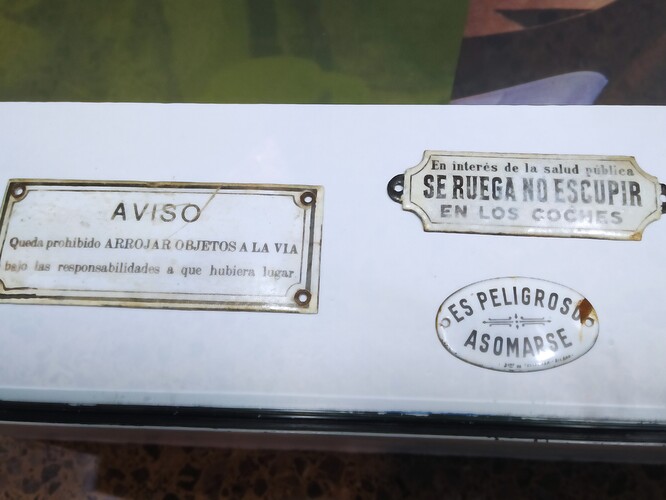 AVISO
Queda prohibido ARROJAR OBJETOS A LA VIA
bajo las responsabilidades a que hubiera lugar
En interés de la salud pública
SE RUEGA NO ESCUPIR
EN LOS COCHES
ES PELIGROSO
ASOMARSE